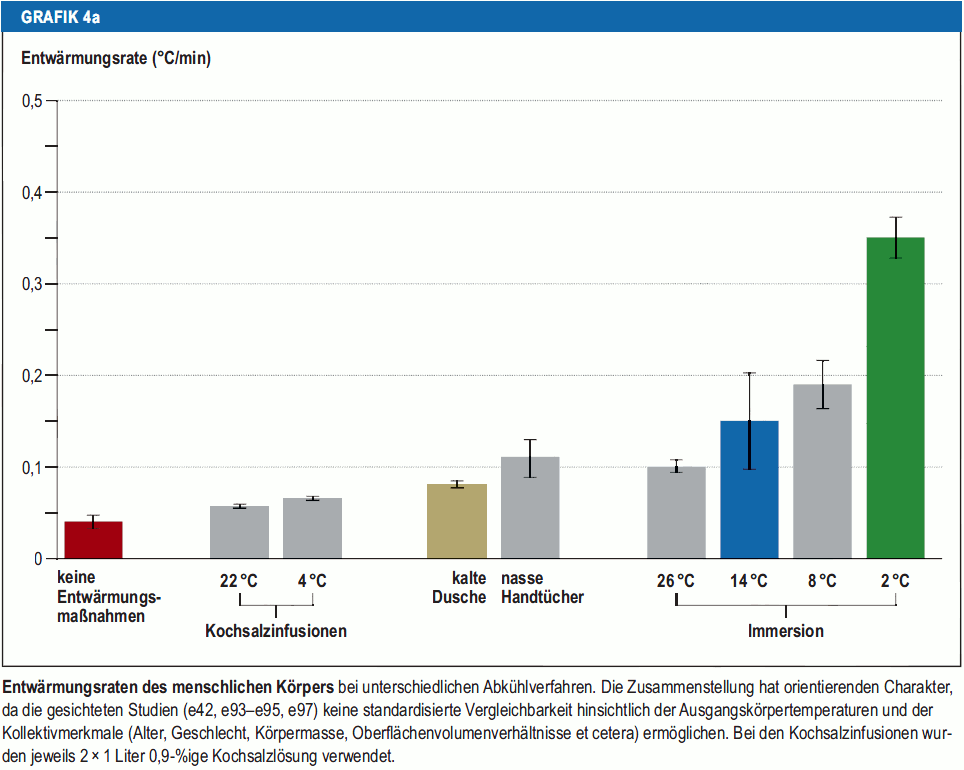 GRAFIK 4a
Entwärmungsrate (°C/min)
0,5
0,4
0,3
0,2
0,1
0
keine
Entwärmungs-
maßnahmen
22 °C
4 °C
Kochsalzinfusionen
kalte
Dusche
nasse
Handtücher
26 °C
14 °C
8 °C
2 °C
Immersion
Entwärmungsraten des menschlichen Körpers bei unterschiedlichen Abkühlverfahren. Die Zusammenstellung hat orientierenden Charakter,
da die gesichteten Studien (e42, e93–e95, e97) keine standardisierte Vergleichbarkeit hinsichtlich der Ausgangskörpertemperaturen und der
Kollektivmerkmale (Alter, Geschlecht, Körpermasse, Oberflächenvolumenverhältnisse et cetera) ermöglichen. Bei den Kochsalzinfusionen wur-
den jeweils 2 × 1 Liter 0,9-%ige Kochsalzlösung verwendet.